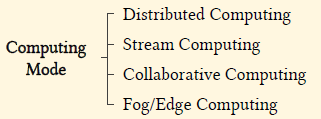 Computing
Mode
Distributed Computing
Stream Computing
Collaborative Computing
Fog/Edge Computing